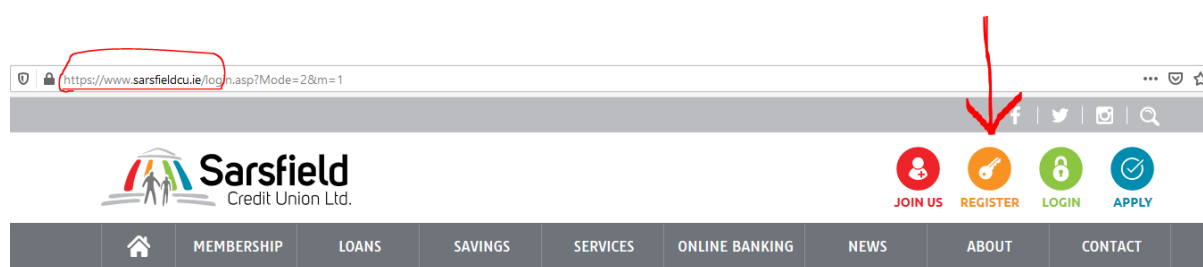 https://www.sarsfieldcu.ie/login.asp?Mode=2&m=1
Sarsfield
Credit Union Ltd.
JOIN US REGISTER LOGIN APPLY
MEMBERSHIP LOANS SAVINGS SERVICES ONLINE BANKING NEWS ABOUT CONTACT